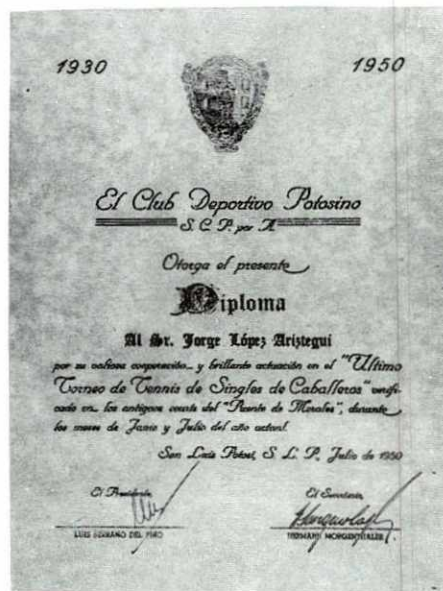 1930 1950
El Club Deportivo Potosino
S. C. P. por A.
Otorga el presente
Diploma
Al Sr. Jorge López Ariztegui
por su valiosa cooperación y brillante actuación en el "Ultimo
Torneo de Tennis de Singles de Caballeros" verifi-
cado en los antiguos courts del "Puente de Morales", durante
los meses de Junio y Julio del año actual.
San Luis Potosí, S. L. P., Julio de 1950
El Presidente, El Secretario,
LUIS SERRANO DEL PIRO HERMANN MORGENTHALER